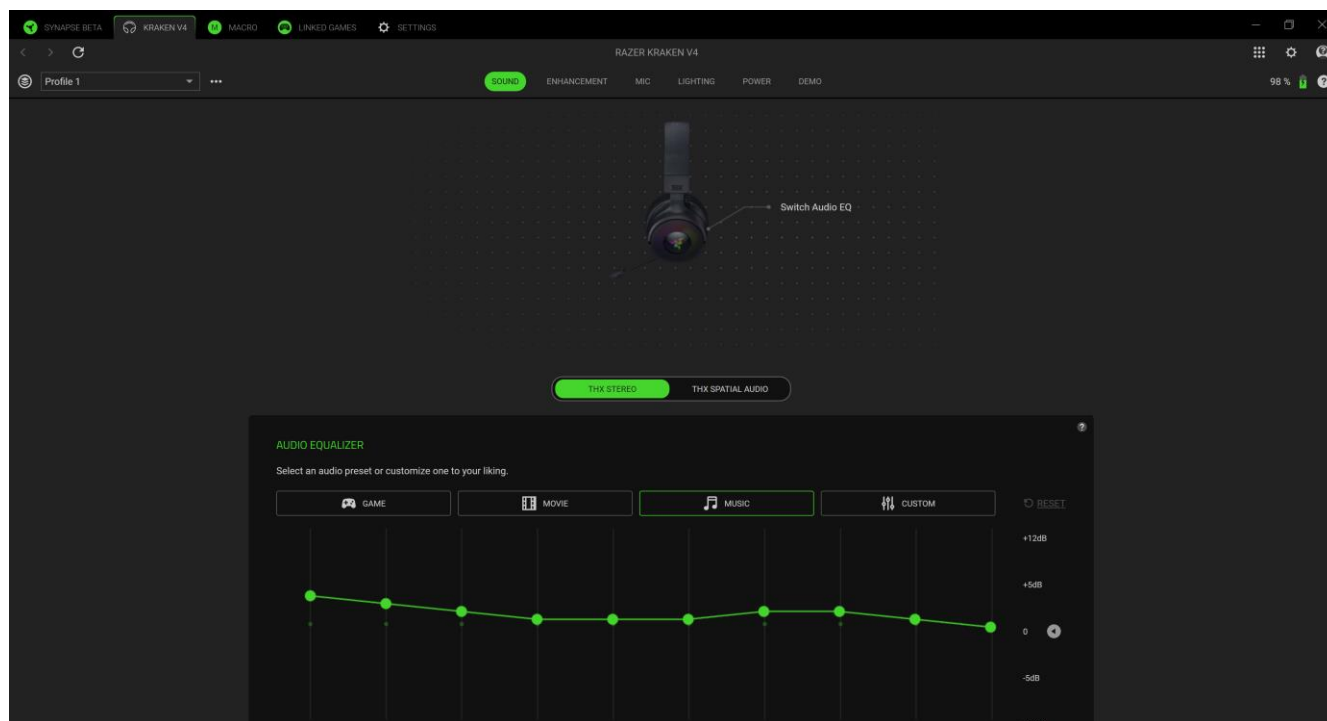 SYNAPSE BETA KRAKEN V4 M MACRO LINKED GAMES SETTINGS
RAZER KRAKEN V4
Profile 1 SOUND ENHANCEMENT MIC LIGHTING POWER DEMO 98 %
Switch Audio EQ
THX STEREO THX SPATIAL AUDIO
AUDIO EQUALIZER
Select an audio preset or customize one to your liking.
GAME MOVIE MUSIC CUSTOM RESET
+12dB
+5dB
0
-5dB